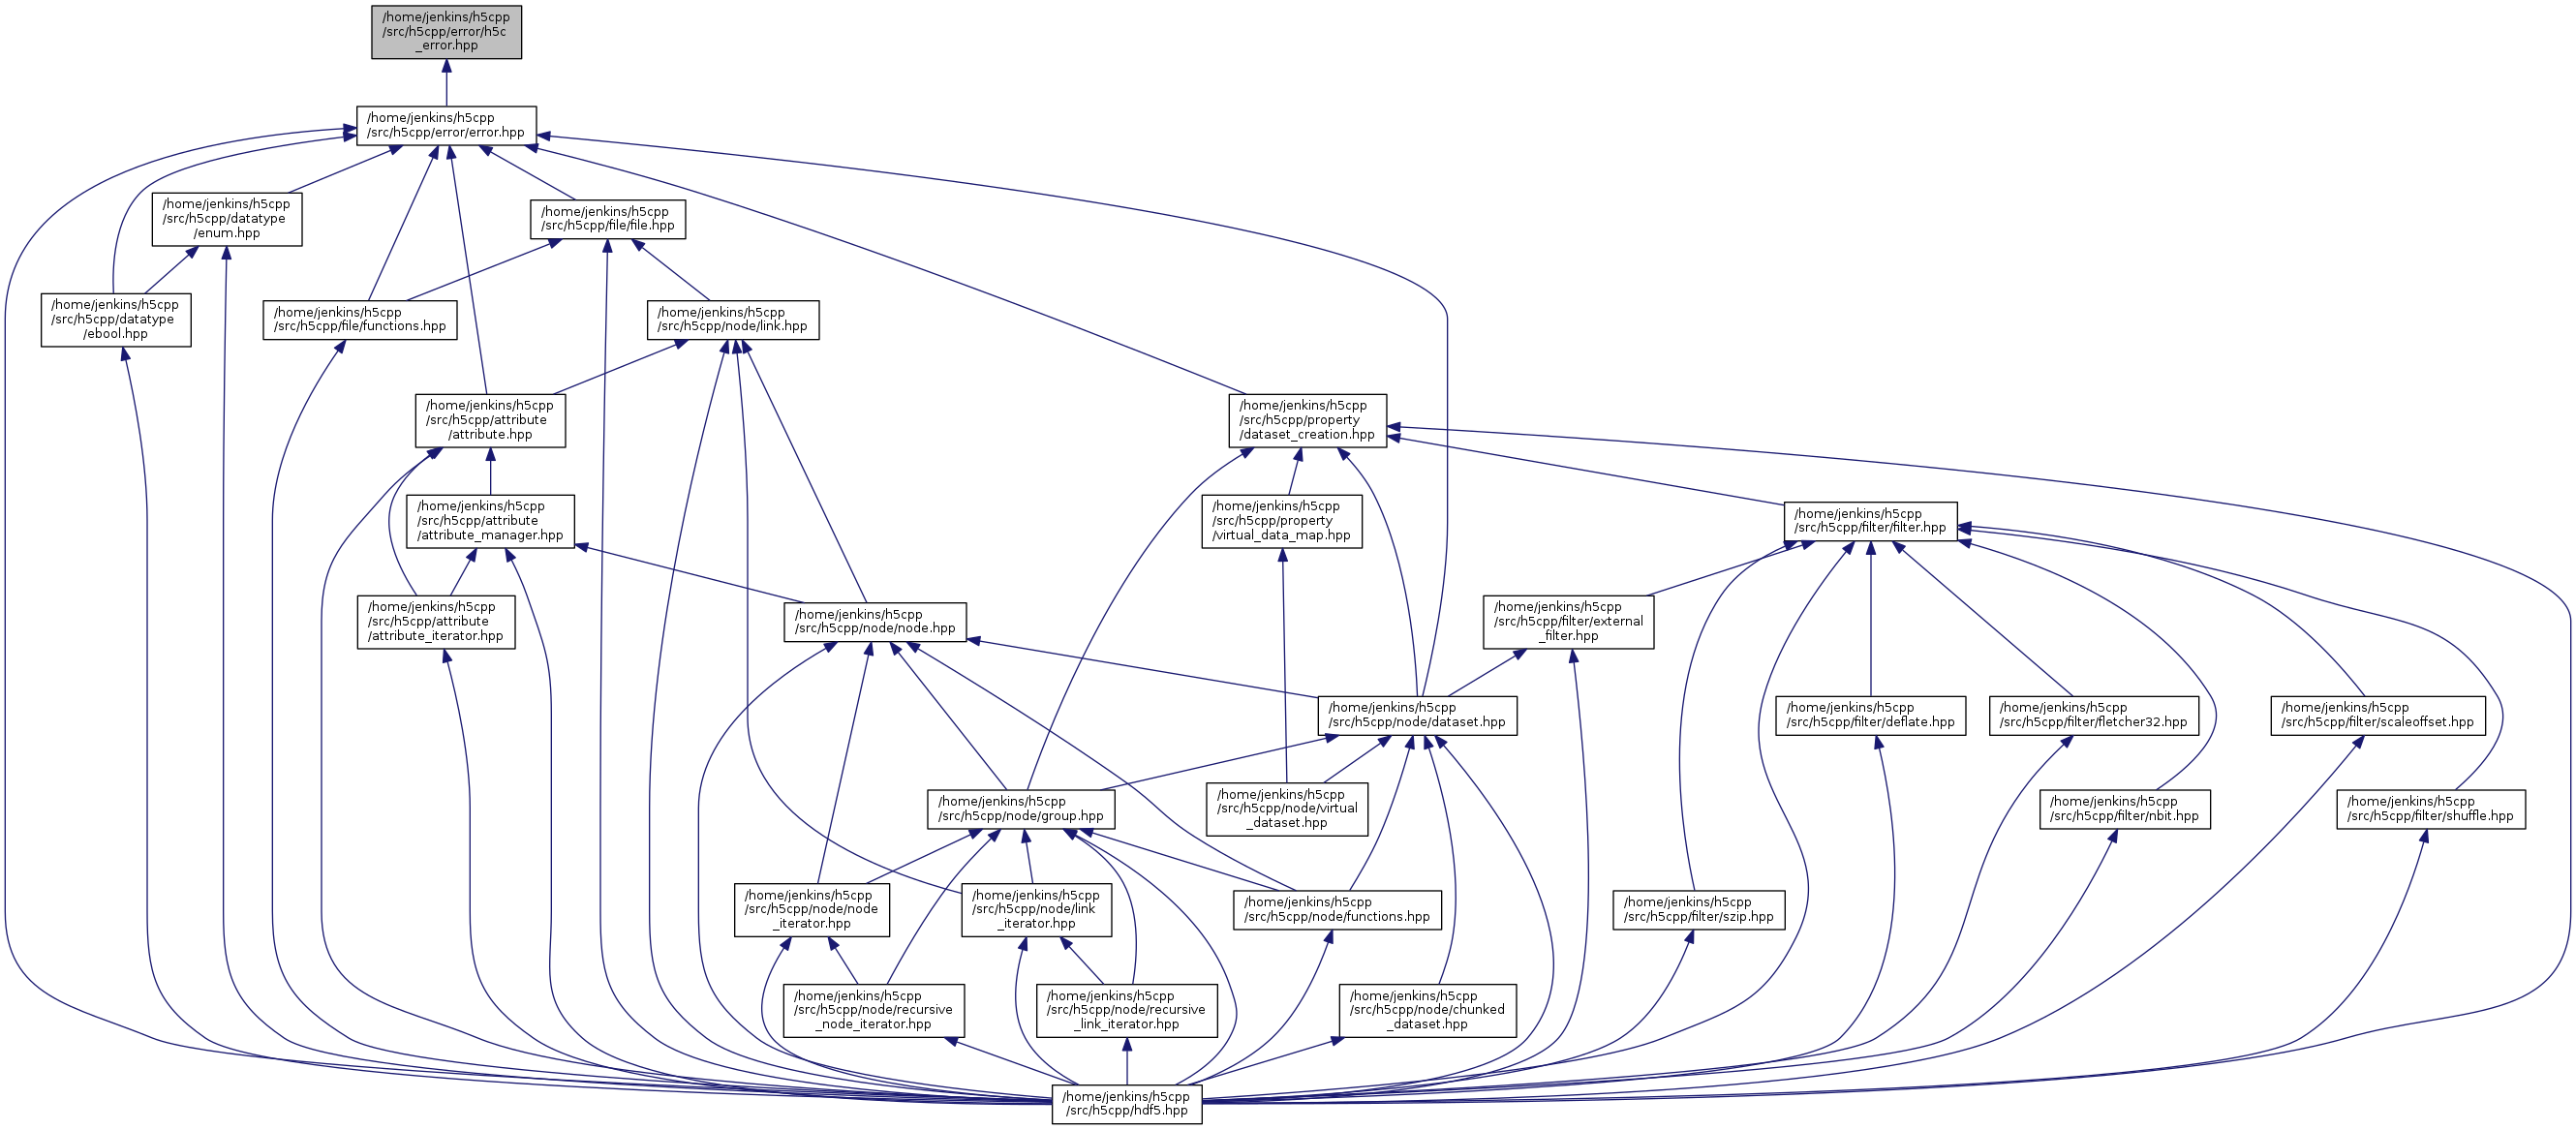 /home/jenkins/h5cpp
/src/h5cpp/error/h5c
_error.hpp
/home/jenkins/h5cpp
/src/h5cpp/error/error.hpp
/home/jenkins/h5cpp
/src/h5cpp/datatype
/enum.hpp
/home/jenkins/h5cpp
/src/h5cpp/file/file.hpp
/home/jenkins/h5cpp
/src/h5cpp/datatype
/ebool.hpp
/home/jenkins/h5cpp
/src/h5cpp/file/functions.hpp
/home/jenkins/h5cpp
/src/h5cpp/node/link.hpp
/home/jenkins/h5cpp
/src/h5cpp/attribute
/attribute.hpp
/home/jenkins/h5cpp
/src/h5cpp/property
/dataset_creation.hpp
/home/jenkins/h5cpp
/src/h5cpp/attribute
/attribute_manager.hpp
/home/jenkins/h5cpp
/src/h5cpp/property
/virtual_data_map.hpp
/home/jenkins/h5cpp
/src/h5cpp/filter/filter.hpp
/home/jenkins/h5cpp
/src/h5cpp/attribute
/attribute_iterator.hpp
/home/jenkins/h5cpp
/src/h5cpp/node/node.hpp
/home/jenkins/h5cpp
/src/h5cpp/filter/external
_filter.hpp
/home/jenkins/h5cpp
/src/h5cpp/node/dataset.hpp
/home/jenkins/h5cpp
/src/h5cpp/filter/deflate.hpp
/home/jenkins/h5cpp
/src/h5cpp/filter/fletcher32.hpp
/home/jenkins/h5cpp
/src/h5cpp/filter/scaleoffset.hpp
/home/jenkins/h5cpp
/src/h5cpp/node/group.hpp
/home/jenkins/h5cpp
/src/h5cpp/node/virtual
_dataset.hpp
/home/jenkins/h5cpp
/src/h5cpp/filter/nbit.hpp
/home/jenkins/h5cpp
/src/h5cpp/filter/shuffle.hpp
/home/jenkins/h5cpp
/src/h5cpp/node/node
_iterator.hpp
/home/jenkins/h5cpp
/src/h5cpp/node/link
_iterator.hpp
/home/jenkins/h5cpp
/src/h5cpp/node/functions.hpp
/home/jenkins/h5cpp
/src/h5cpp/filter/szip.hpp
/home/jenkins/h5cpp
/src/h5cpp/node/recursive
_node_iterator.hpp
/home/jenkins/h5cpp
/src/h5cpp/node/recursive
_link_iterator.hpp
/home/jenkins/h5cpp
/src/h5cpp/node/chunked
_dataset.hpp
/home/jenkins/h5cpp
/src/h5cpp/hdf5.hpp